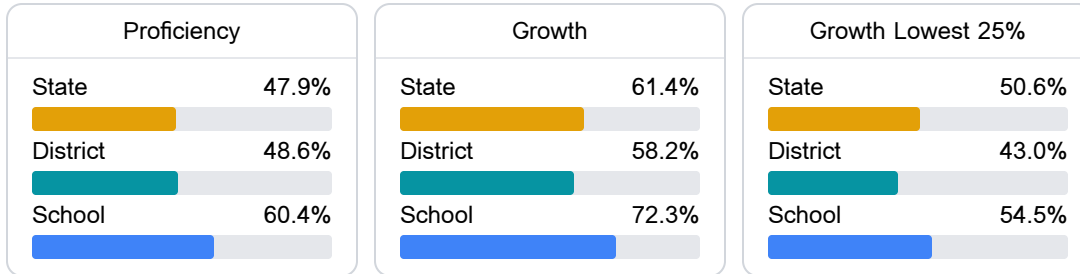 Proficiency
State 47.9%
District 48.6%
School 60.4%
Growth
State 61.4%
District 58.2%
School 72.3%
Growth Lowest 25%
State 50.6%
District 43.0%
School 54.5%